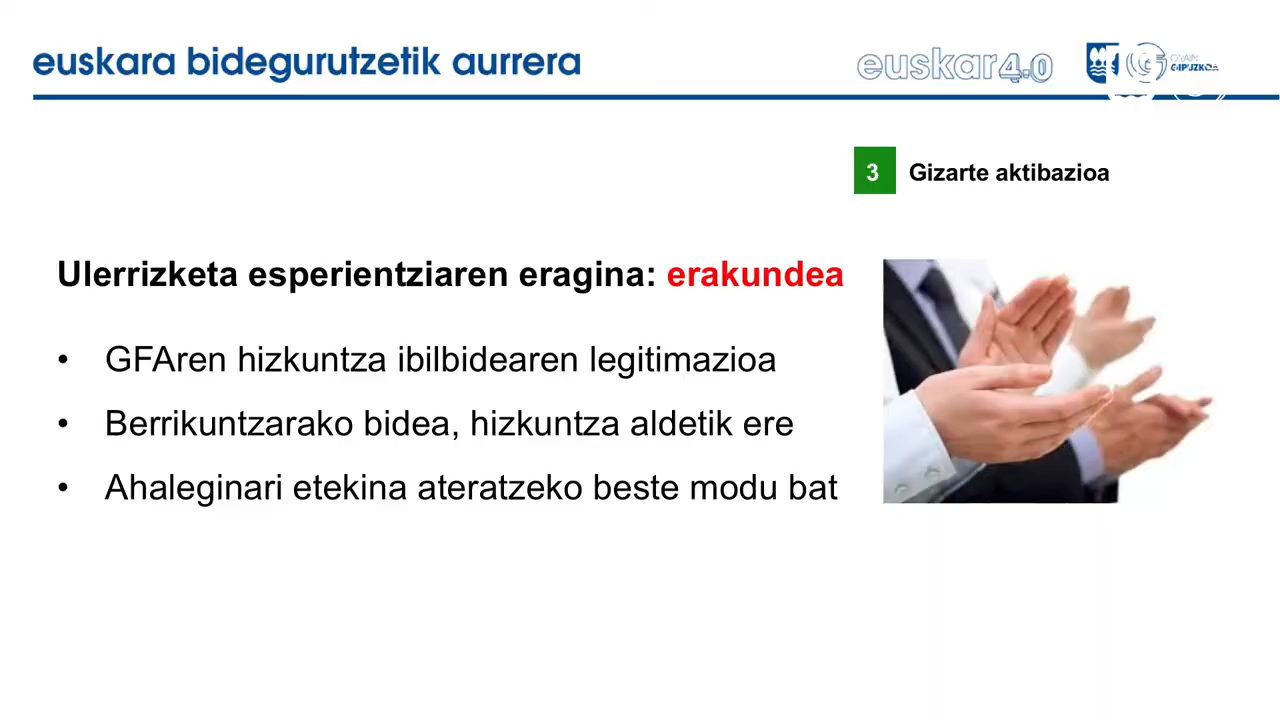 euskara bidegurutzetik aurrera
euskar4.0
GIPUZKOA
3 Gizarte aktibazioa
Ulerrizketa esperientziaren eragina: erakundea
• GFAren hizkuntza ibilbidearen legitimazioa
• Berrikuntzarako bidea, hizkuntza aldetik ere
• Ahaleginari etekina ateratzeko beste modu bat